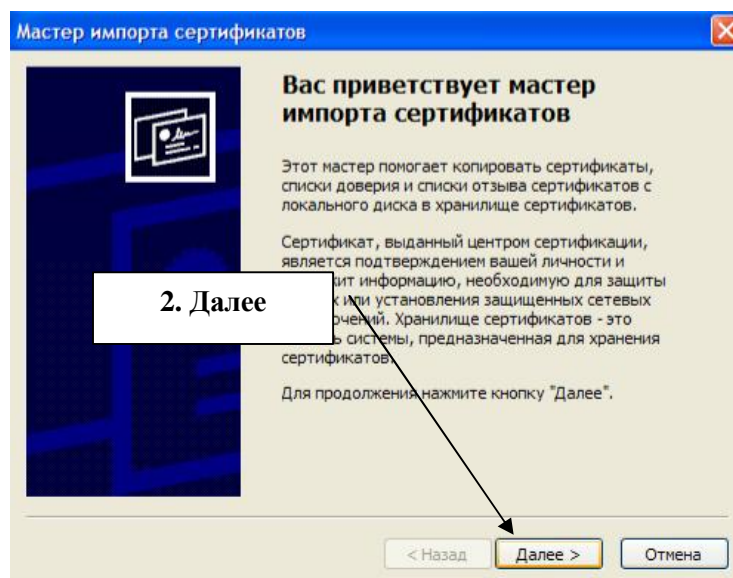 Мастер импорта сертификатов
Вас приветствует мастер
импорта сертификатов
Этот мастер помогает копировать сертификаты,
списки доверия и списки отзыва сертификатов с
локального диска в хранилище сертификатов.
Сертификат, выданный центром сертификации,
является подтверждением вашей личности и
информацию, необходимую для защиты
2. Далее
или установления защищенных сетевых
Хранилище сертификатов - это
системы, предназначенная для хранения
сертификатов.
Для продолжения нажмите кнопку "Далее".
< Назад
Далее >
Отмена